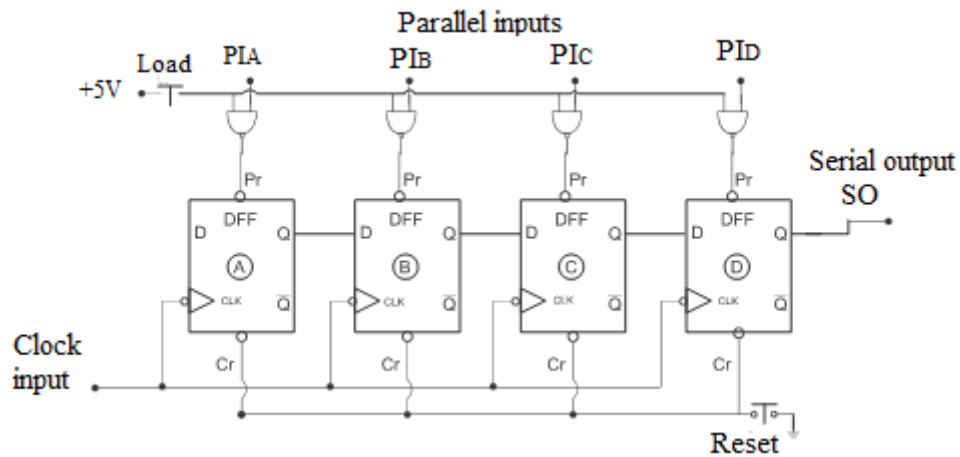 Parallel inputs
Load PIA PIB PIC PID
+5V
Pr Pr Pr Pr
Serial output
SO
DFF DFF DFF DFF
D Q D Q D Q D Q
A B C D
CLK Q̅ CLK Q̅ CLK Q̅ CLK Q̅
Clock
input
Cr Cr Cr Cr
Reset